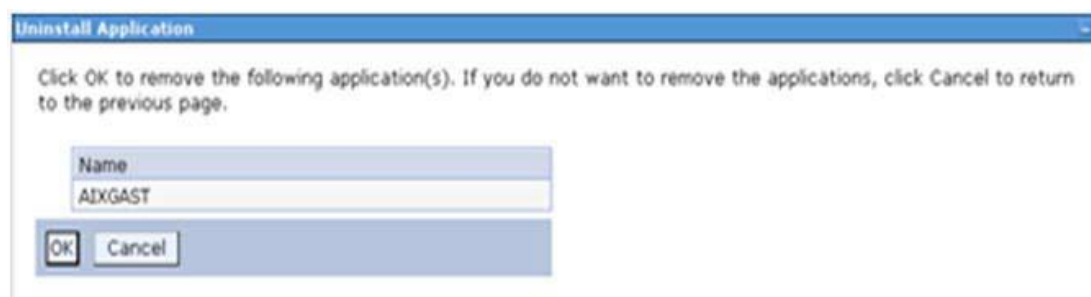 Uninstall Application
Click OK to remove the following application(s). If you do not want to remove the applications, click Cancel to return
to the previous page.
Name
AIXGAST
OK Cancel